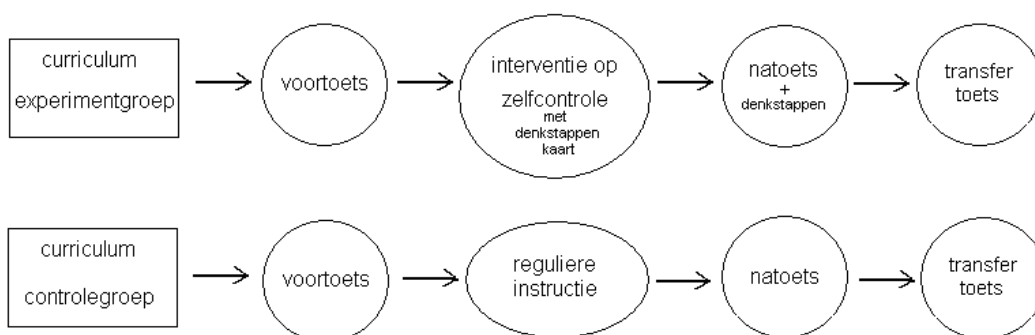 curriculum
experimentgroep
voortoets
interventie op
zelfcontrole
met
denkstappen
kaart
natoets
+
denkstappen
transfer
toets
curriculum
controlegroep
voortoets
reguliere
instructie
natoets
transfer
toets